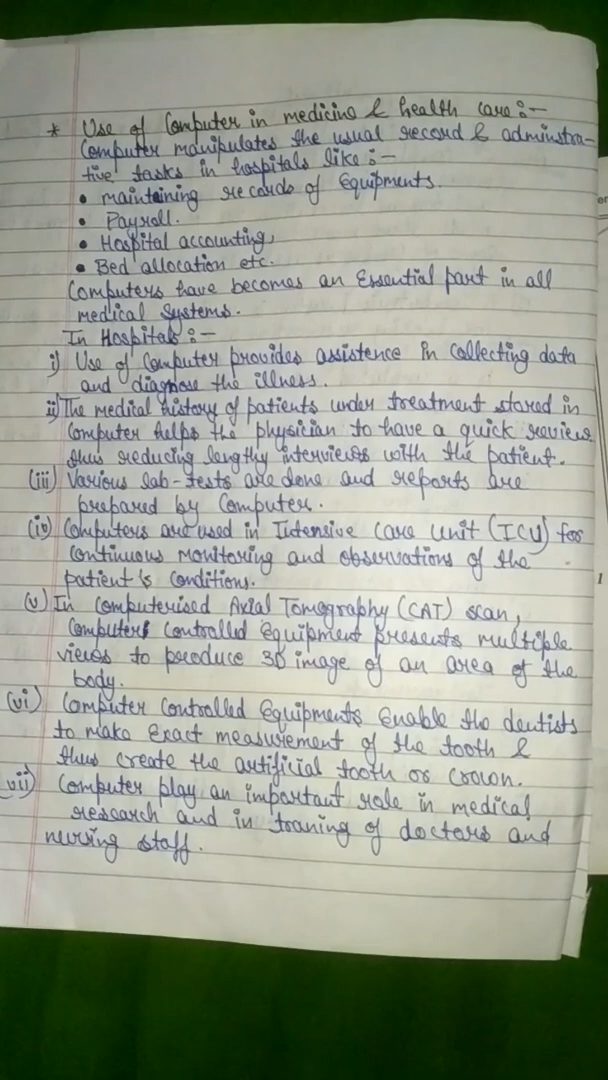 * Use of Computer in medicine & health care :-
Computer manipulates the usual record & adminstra-
tive tasks in hospitals like :-
• maintaining records of Equipments.
• Payroll.
• Hospital accounting,
• Bed allocation etc.
Computers have becomes an Essential part in all
medical systems.
In Hospitals :-
i) Use of Computer provides assistence in Collecting data
and diagnose the illness.
ii) The medical history of patients under treatment stored in
Computer helps the physician to have a quick review
thus reducing lengthy interviews with the patient.
(iii) Various lab-tests are done and reports are
prepared by Computer.
(iv) Computers are used in Intensive Care unit (ICU) for
Continuous Monitoring and observations of the
patient's Conditions.
(v) In Computerised Axial Tomography (CAT) scan,
Computer Controlled Equipment presents multiple
views to produce 3D image of an area of the
body.
(vi) Computer Controlled Equipments Enable the dentists
to make Exact measurement of the tooth &
thus create the artificial tooth or crown.
vii) Computer play an important role in medical
research and in traning of doctors and
nursing staff.